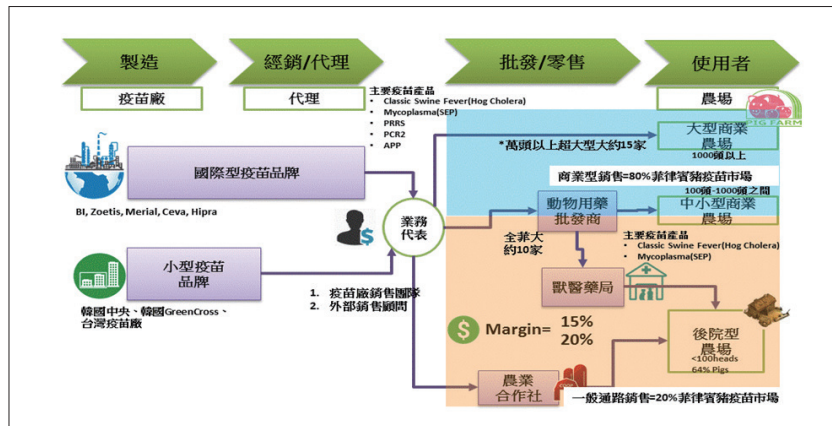 製造
經銷/代理
批發/零售
使用者
疫苗廠
代理
農場
PIG FARM
主要疫苗產品
• Classic Swine Fever(Hog Cholera)
• Mycoplasma(SEP)
• PRRS
• PCR2
• APP
大型商業
農場
1000頭以上
*萬頭以上超大型大約15家
國際型疫苗品牌
BI, Zoetis, Merial, Ceva, Hipra
商業型銷售=80%菲律賓豬疫苗市場
100頭-1000頭之間
中小型商業
農場
動物用藥
批發商
業務
代表
全菲大
約10家
主要疫苗產品
• Classic Swine Fever(Hog Cholera)
• Mycoplasma(SEP)
小型疫苗
品牌
韓國中央、韓國GreenCross、
台灣疫苗廠
1. 疫苗廠銷售團隊
2. 外部銷售顧問
獸醫藥局
$ Margin= 15%
20%
後院型
農場
<100heads
64% Pigs
農業
合作社
一般通路銷售=20%菲律賓豬疫苗市場